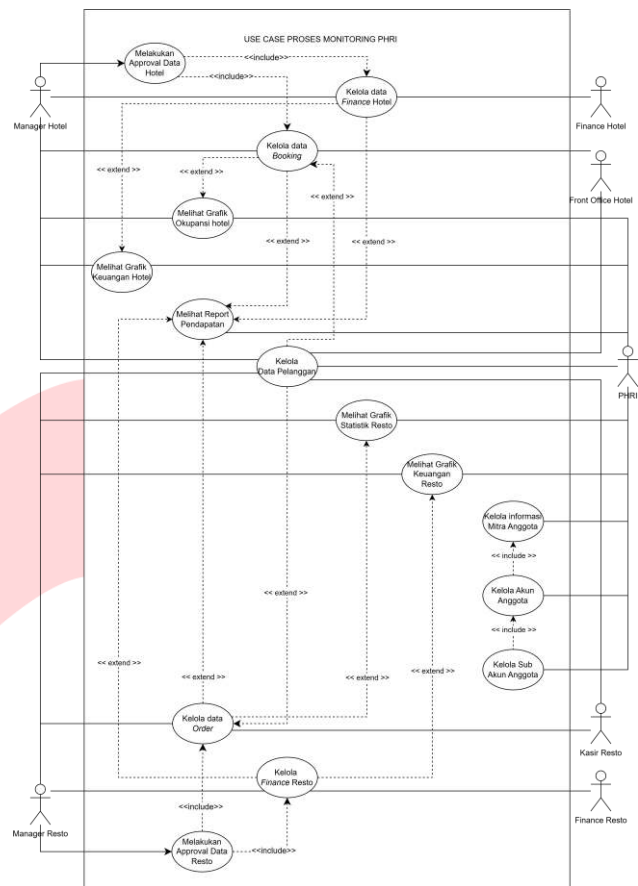 USE CASE PROSES MONITORING PHRI
Melakukan
Approval Data
Hotel
<<include>>
<<include>>
Kelola data
Finance Hotel
Manager Hotel
Finance Hotel
Kelola data
Booking
<< extend >>
<< extend >>
<< extend >>
Front Office Hotel
Melihat Grafik
Okupansi hotel
<< extend >>
<< extend >>
Melihat Grafik
Keuangan Hotel
Melihat Report
Pendapatan
Kelola
Data Pelanggan
PHRI
Melihat Grafik
Statistik Resto
Melihat Grafik
Keuangan
Resto
Kelola informasi
Mitra Anggota
<< include >>
Kelola Akun
Anggota
<< extend >>
<< include >>
<< extend >>
<< extend >>
<< extend >>
<< extend >>
Kelola Sub
Akun Anggota
Kelola data
Order
Kasir Resto
Kelola
Finance Resto
<<include>>
Manager Resto
Finance Resto
Melakukan
Approval Data
Resto
<<include>>